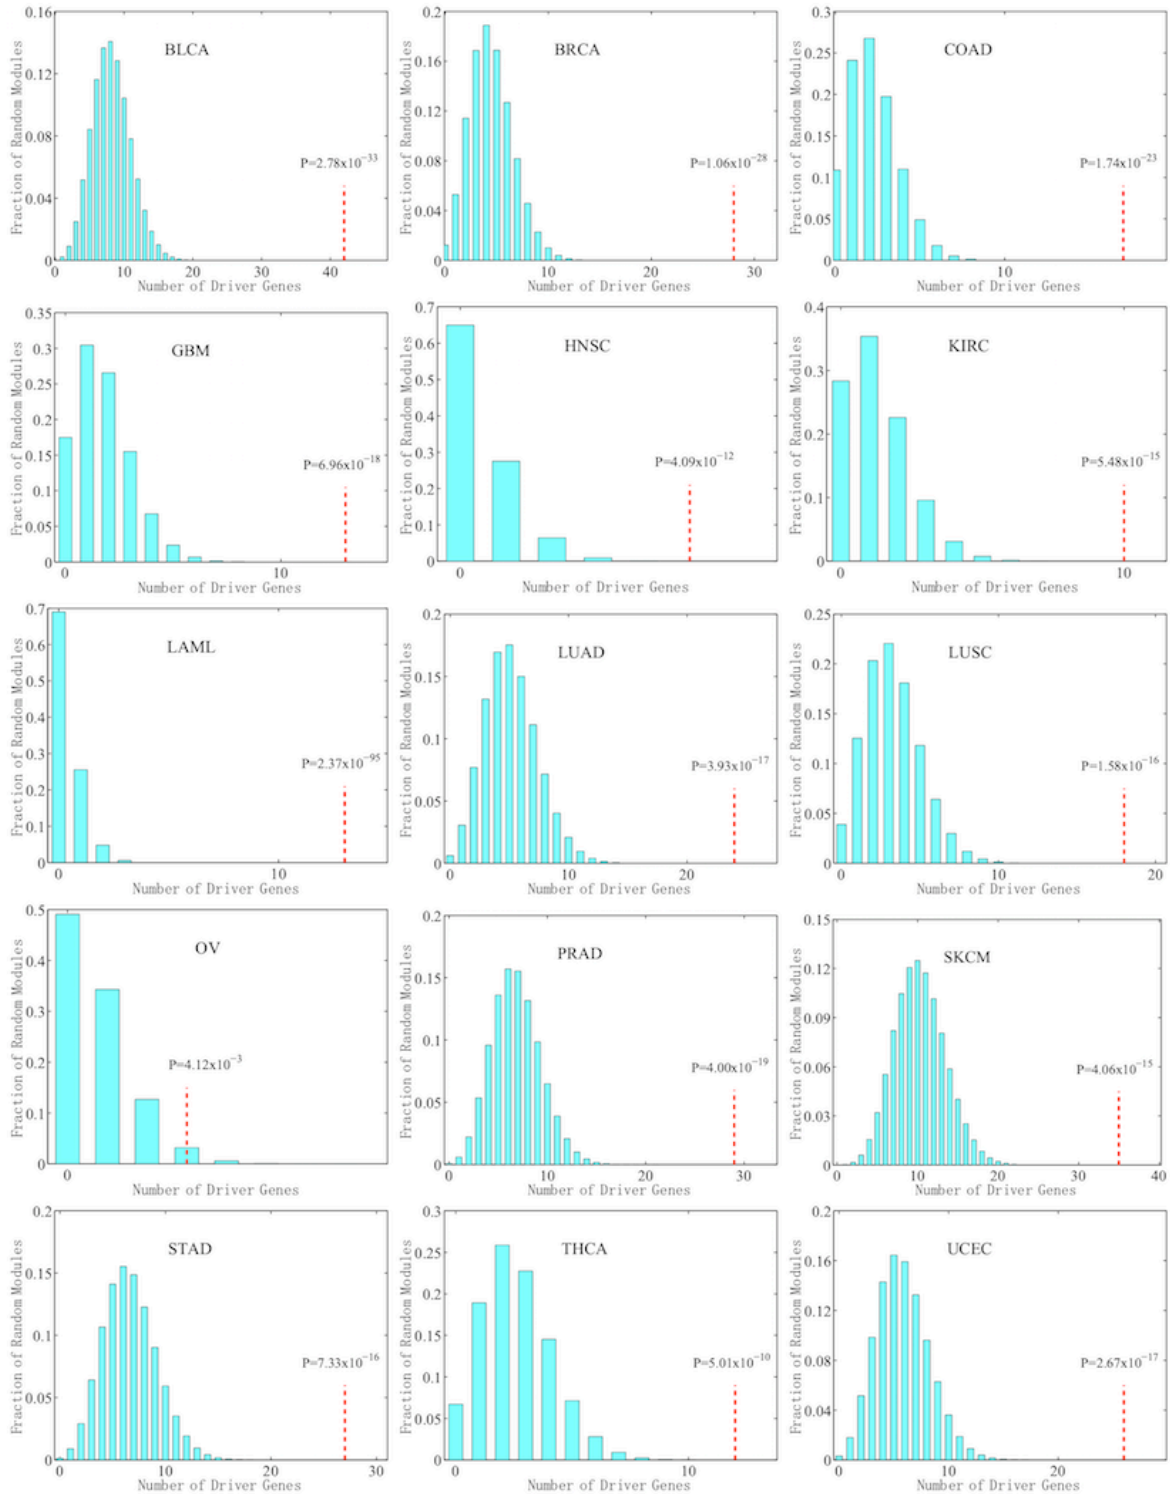 BLCA
Fraction of Random Modules
0.16
0.12
0.08
0.04
0
P=2.78x10−33
0 10 20 30 40
Number of Driver Genes
BRCA
Fraction of Random Modules
0.2
0.16
0.12
0.08
0.04
0
P=1.06x10−28
0 10 20 30
Number of Driver Genes
COAD
Fraction of Random Modules
0.3
0.25
0.2
0.15
0.1
0.05
0
P=1.74x10−23
0 10
Number of Driver Genes
GBM
Fraction of Random Modules
0.35
0.3
0.25
0.2
0.15
0.1
0.05
0
P=6.96x10−18
0 10
Number of Driver Genes
HNSC
Fraction of Random Modules
0.7
0.6
0.5
0.4
0.3
0.2
0.1
0
P=4.09x10−12
0
Number of Driver Genes
KIRC
Fraction of Random Modules
0.4
0.3
0.2
0.1
0
P=5.48x10−15
0 10
Number of Driver Genes
LAML
Fraction of Random Modules
0.7
0.6
0.5
0.4
0.3
0.2
0.1
0
P=2.37x10−95
0 10
Number of Driver Genes
LUAD
Fraction of Random Modules
0.2
0.15
0.1
0.05
0
P=3.93x10−17
0 10 20
Number of Driver Genes
LUSC
Fraction of Random Modules
0.25
0.2
0.15
0.1
0.05
0
P=1.58x10−16
0 10 20
Number of Driver Genes
OV
Fraction of Random Modules
0.5
0.4
0.3
0.2
0.1
0
P=4.12x10−3
0
Number of Driver Genes
PRAD
Fraction of Random Modules
0.2
0.15
0.1
0.05
0
P=4.00x10−19
0 10 20 30
Number of Driver Genes
SKCM
Fraction of Random Modules
0.15
0.12
0.09
0.06
0.03
0
P=4.06x10−15
0 10 20 30 40
Number of Driver Genes
STAD
Fraction of Random Modules
0.2
0.15
0.1
0.05
0
P=7.33x10−16
0 10 20 30
Number of Driver Genes
THCA
Fraction of Random Modules
0.3
0.25
0.2
0.15
0.1
0.05
0
P=5.01x10−10
0 10
Number of Driver Genes
UCEC
Fraction of Random Modules
0.2
0.16
0.12
0.08
0.04
0
P=2.67x10−17
0 10 20
Number of Driver Genes